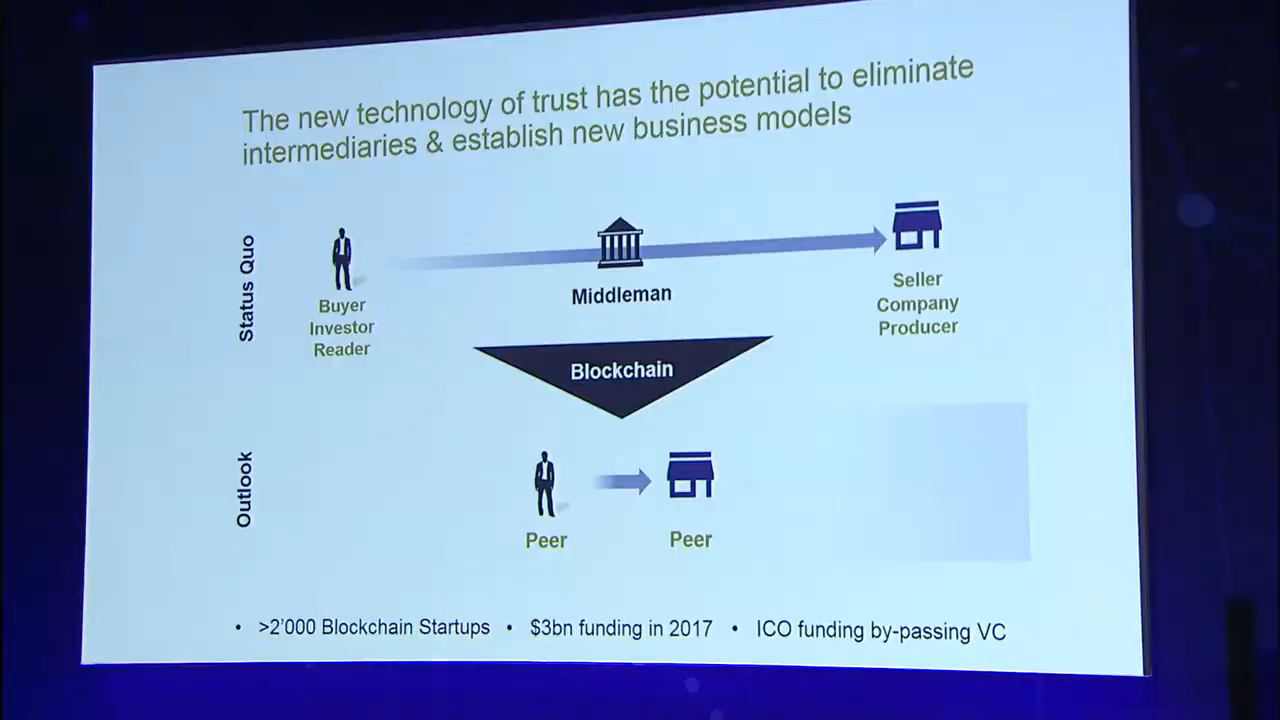 The new technology of trust has the potential to eliminate
intermediaries & establish new business models
Status Quo
Buyer
Investor
Reader
Middleman
Seller
Company
Producer
Blockchain
Outlook
Peer
Peer
• >2'000 Blockchain Startups • $3bn funding in 2017 • ICO funding by-passing VC